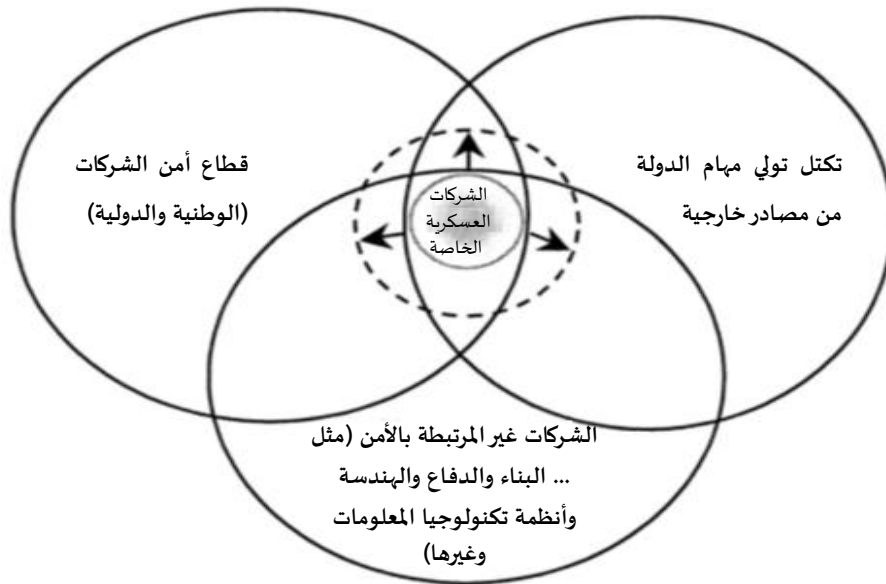 تكتل تولي مهام الدولة
من مصادر خارجية
قطاع أمن الشركات
(الوطنية والدولية)
الشركات
العسكرية
الخاصة
الشركات غير المرتبطة بالأمن (مثل
البناء والدفاع والهندسة ...
وأنظمة تكنولوجيا المعلومات
وغيرها)